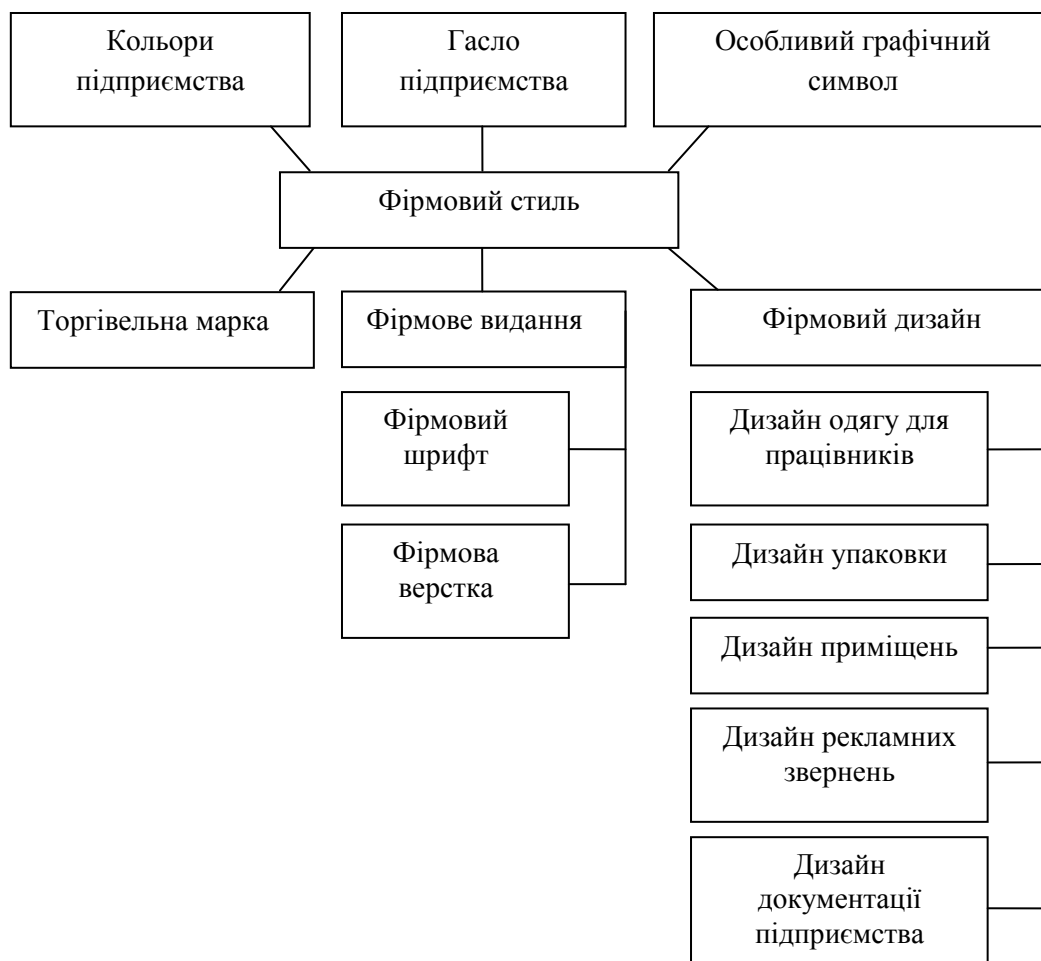 Кольори
підприємства
Гасло
підприємства
Особливий графічний
символ
Фірмовий стиль
Торгівельна марка
Фірмове видання
Фірмовий дизайн
Фірмовий
шрифт
Фірмова
верстка
Дизайн одягу для
працівників
Дизайн упаковки
Дизайн приміщень
Дизайн рекламних
звернень
Дизайн
документації
підприємства